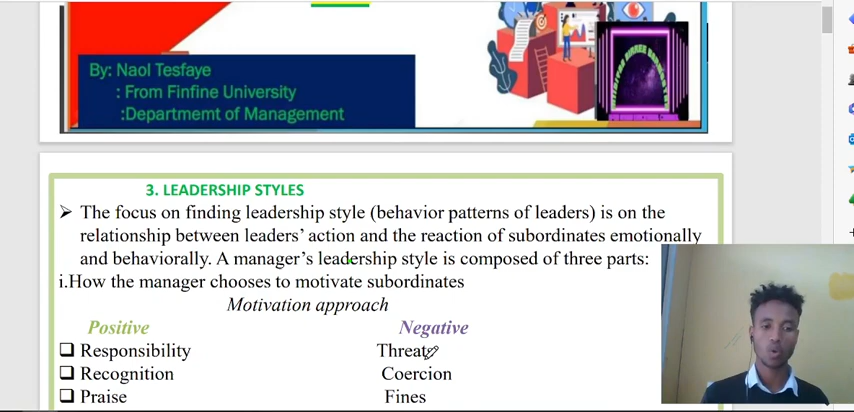 By: Naol Tesfaye
: From Finfine University
:Departmemt of Management
3. LEADERSHIP STYLES
➢ The focus on finding leadership style (behavior patterns of leaders) is on the
relationship between leaders’ action and the reaction of subordinates emotionally
and behaviorally. A manager’s leadership style is composed of three parts:
i.How the manager chooses to motivate subordinates
Motivation approach
Positive Negative
❑ Responsibility Threat
❑ Recognition Coercion
❑ Praise Fines